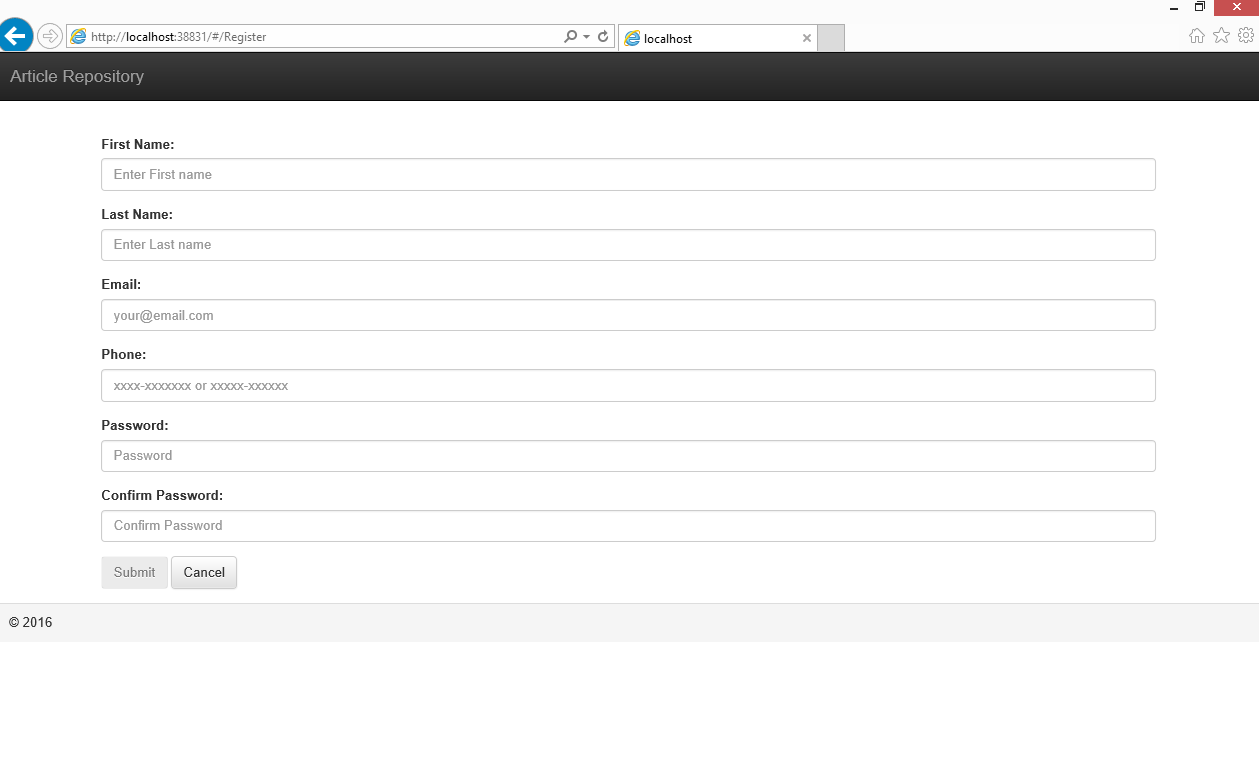 http://localhost:38831/#/Register
localhost
Article Repository
First Name:
Enter First name
Last Name:
Enter Last name
Email:
your@email.com
Phone:
xxxx-xxxxxxx or xxxxx-xxxxxx
Password:
Password
Confirm Password:
Confirm Password
Submit Cancel
© 2016